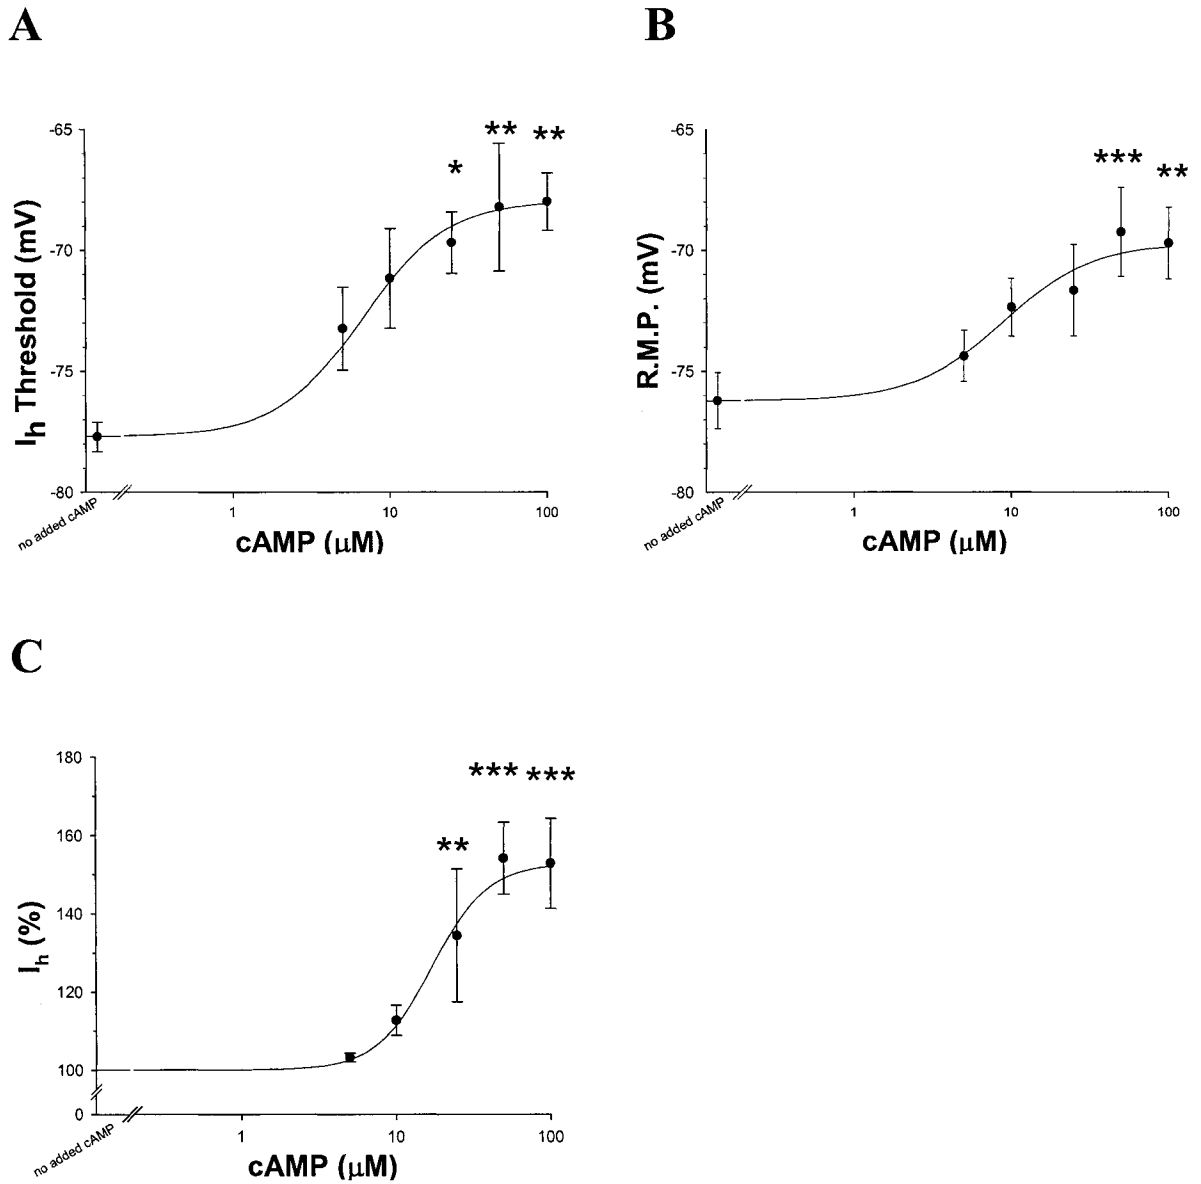 A
-65
-70
-75
-80
Ih Threshold (mV)
*
**
**
no added cAMP
1
10
100
cAMP (μM)
B
-65
-70
-75
-80
R.M.P. (mV)
***
**
no added cAMP
1
10
100
cAMP (μM)
C
180
160
140
120
100
0
Ih (%)
**
***
***
no added cAMP
1
10
100
cAMP (μM)